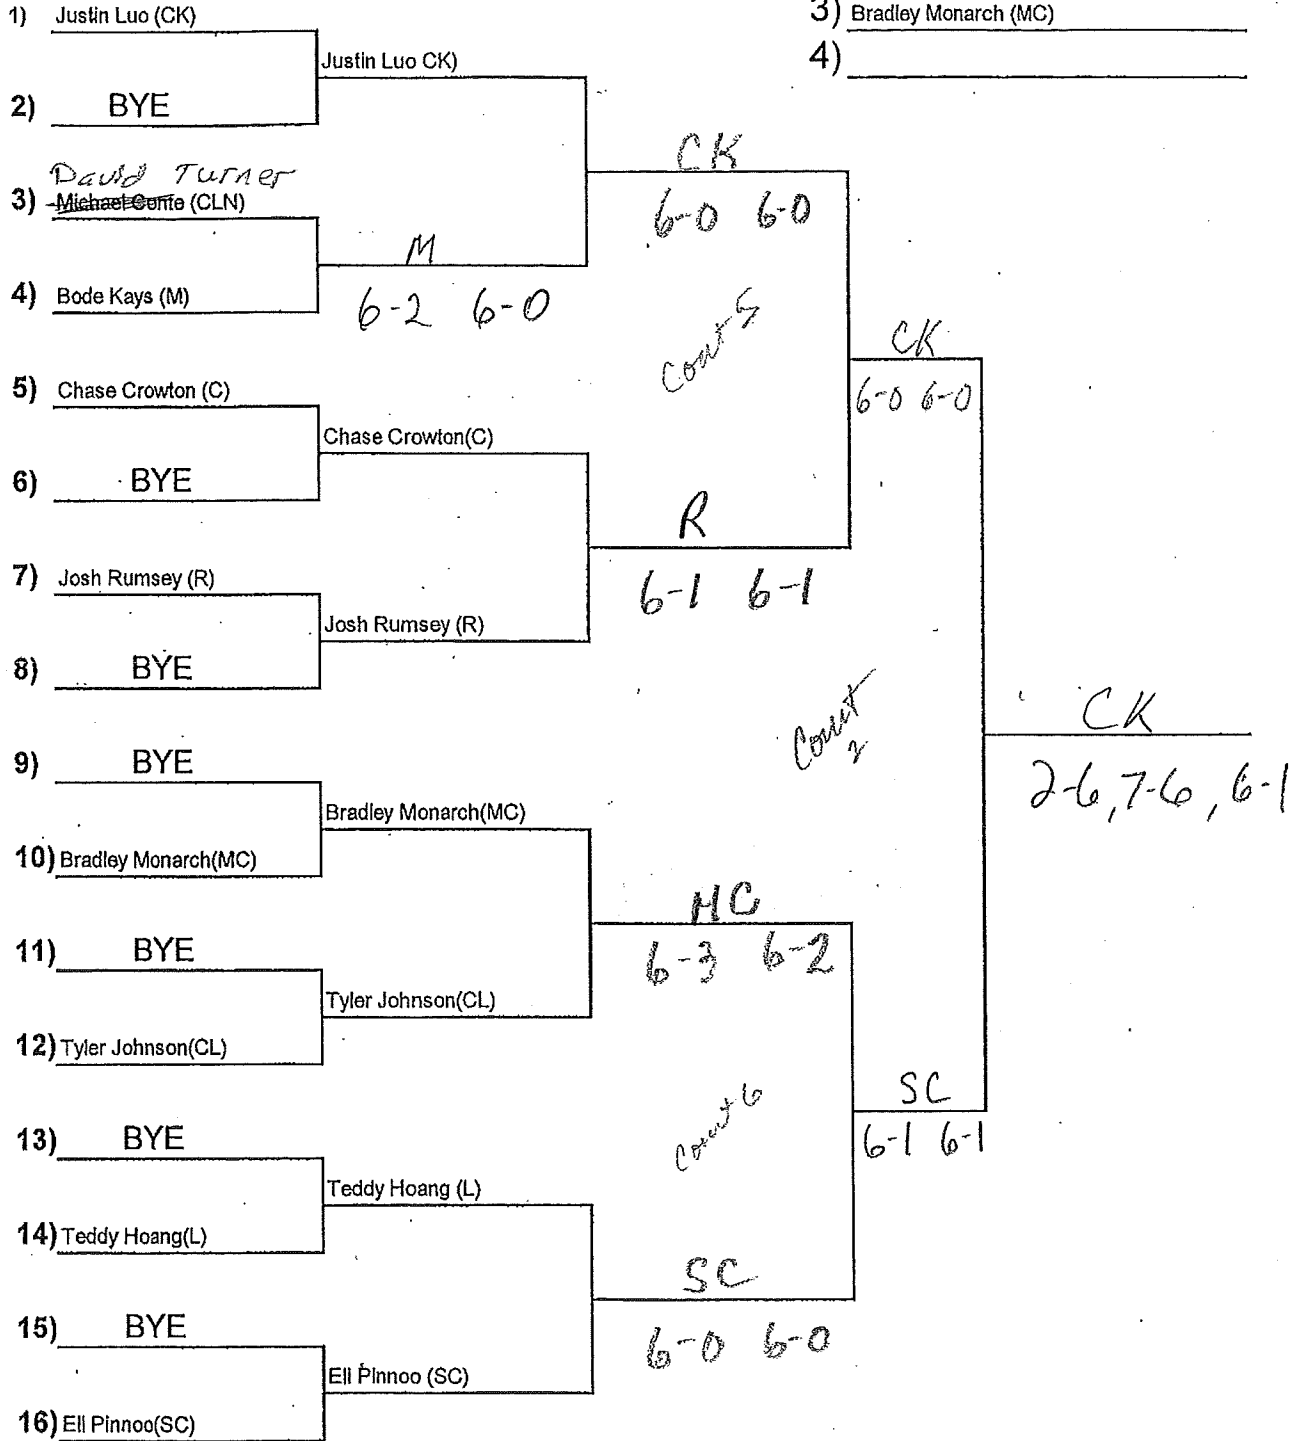 1) Justin Luo (CK)
3) Bradley Monarch (MC)
4)
Justin Luo CK)
2) BYE
David Turner
3) Michael Conte (CLN)
CK
6-0 6-0
M
4) Bode Kays (M)
6-2 6-0
Court 5
CK
6-0 6-0
5) Chase Crowton (C)
Chase Crowton(C)
6) BYE
R
7) Josh Rumsey (R)
6-1 6-1
Josh Rumsey (R)
8) BYE
Court
2
CK
2-6, 7-6, 6-1
9) BYE
Bradley Monarch(MC)
10) Bradley Monarch(MC)
MC
6-3 6-2
11) BYE
Tyler Johnson(CL)
12) Tyler Johnson(CL)
Court 6
SC
6-1 6-1
13) BYE
Teddy Hoang (L)
14) Teddy Hoang(L)
SC
6-0 6-0
15) BYE
Eli Pinnoo (SC)
16) Eli Pinnoo(SC)